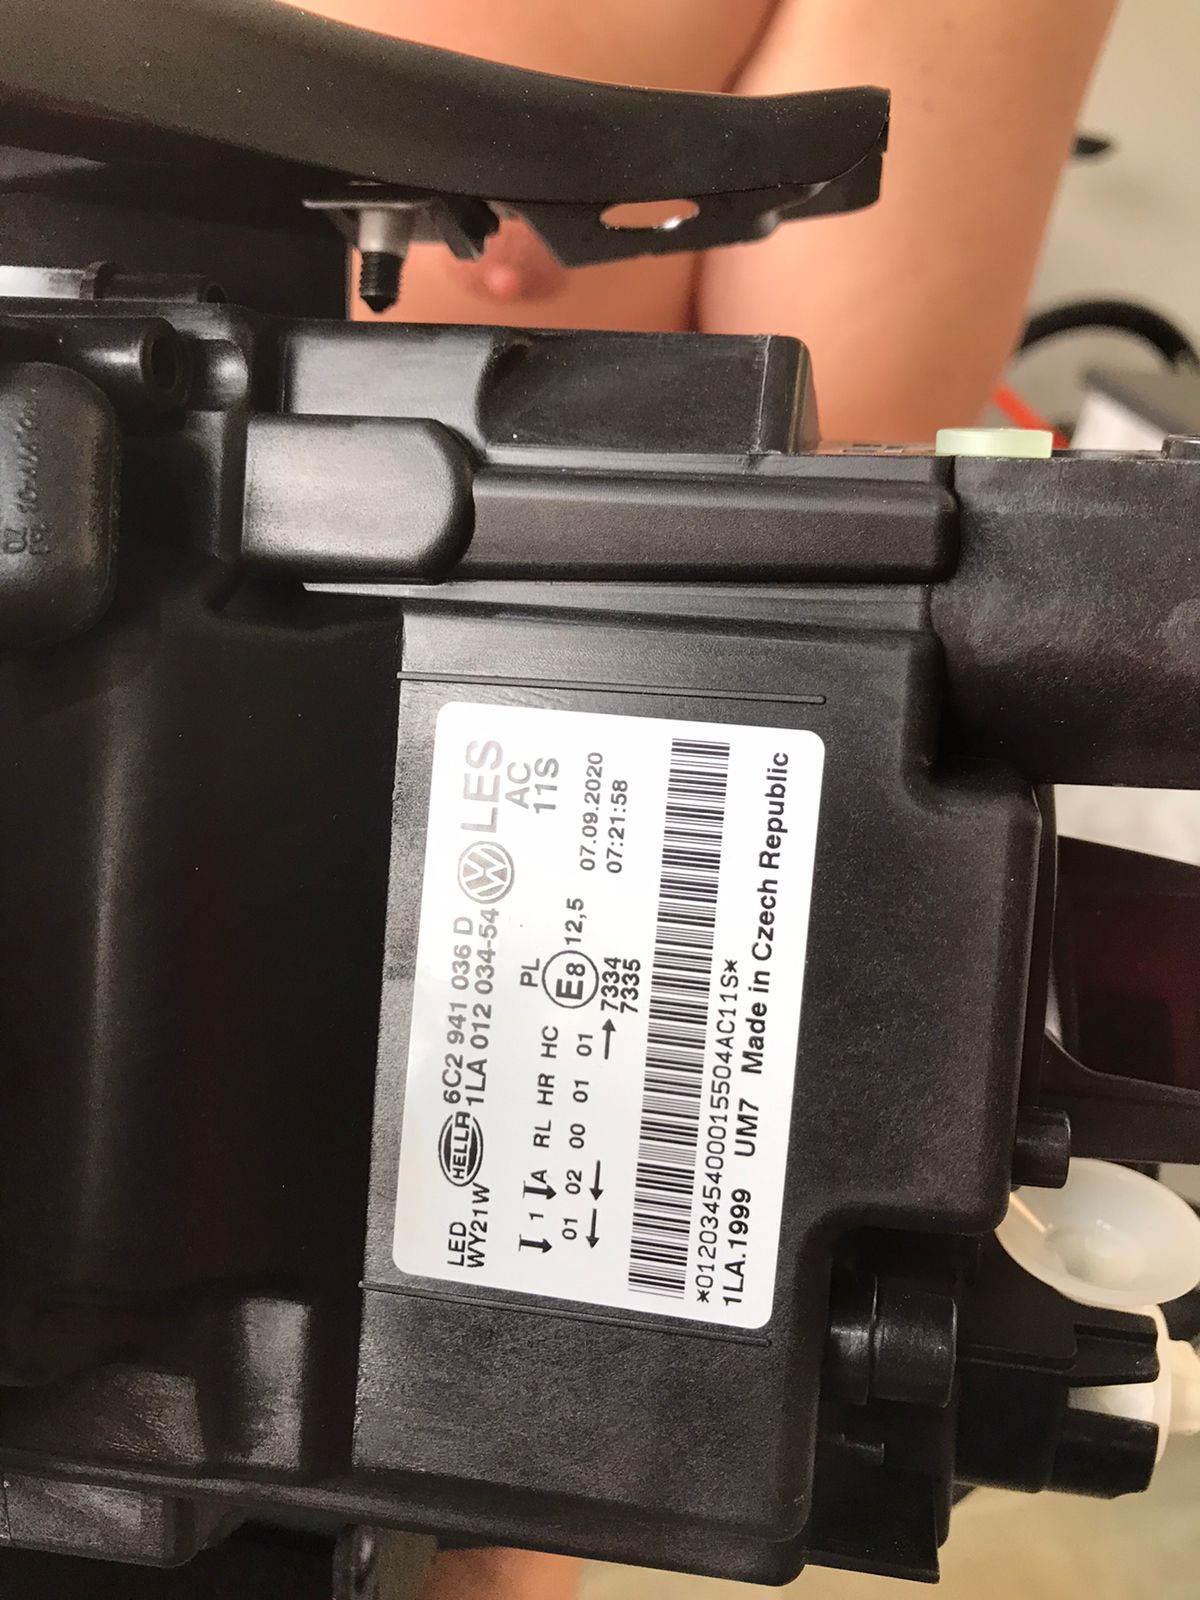 LED HELLA 6C2 941 036 D LES
WY21W 1LA 012 034-54 AC
11S
1 A RL HR HC PL
01 02 00 01 01 E8 12,5 07.09.2020
7334 07:21:58
7335
*0120345400015504AC11S*
1LA.1999 UM7 Made in Czech Republic